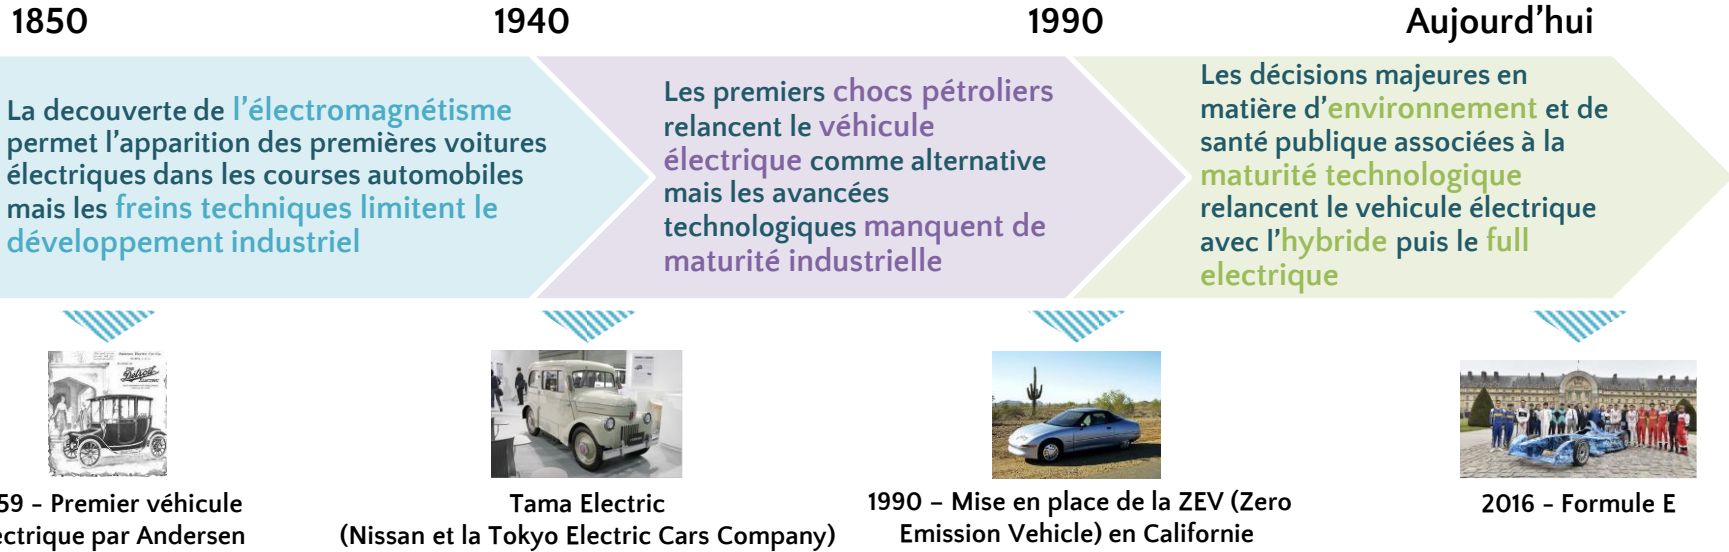 1850
1940
1990
Aujourd’hui
La decouverte de l’électromagnétisme
permet l’apparition des premières voitures
électriques dans les courses automobiles
mais les freins techniques limitent le
développement industriel
Les premiers chocs pétroliers
relancent le véhicule
électrique comme alternative
mais les avancées
technologiques manquent de
maturité industrielle
Les décisions majeures en
matière d’environnement et de
santé publique associées à la
maturité technologique
relancent le vehicule électrique
avec l’hybride puis le full
electrique
Detroit
ELECTRIC
59 - Premier véhicule
ectrique par Andersen
Tama Electric
(Nissan et la Tokyo Electric Cars Company)
1990 – Mise en place de la ZEV (Zero
Emission Vehicle) en Californie
2016 - Formule E